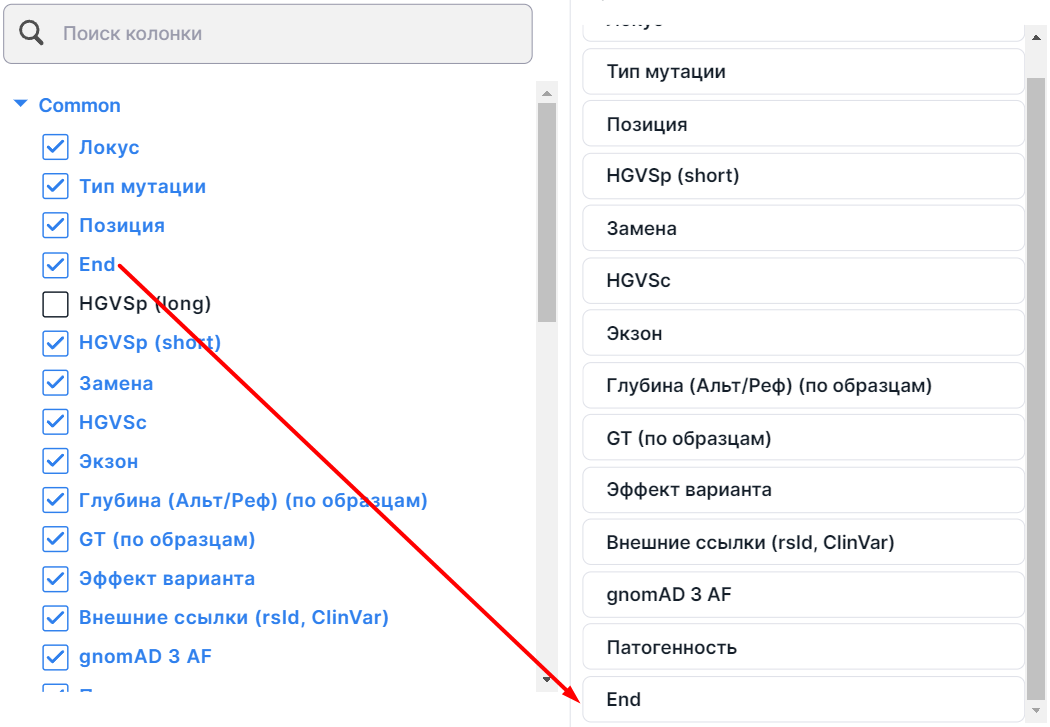 Поиск колонки
Common
Локус
Тип мутации
Позиция
End
HGVSp (long)
HGVSp (short)
Замена
HGVSc
Экзон
Глубина (Альт/Реф) (по образцам)
GT (по образцам)
Эффект варианта
Внешние ссылки (rsId, ClinVar)
gnomAD 3 AF
Тип мутации
Позиция
HGVSp (short)
Замена
HGVSc
Экзон
Глубина (Альт/Реф) (по образцам)
GT (по образцам)
Эффект варианта
Внешние ссылки (rsId, ClinVar)
gnomAD 3 AF
Патогенность
End